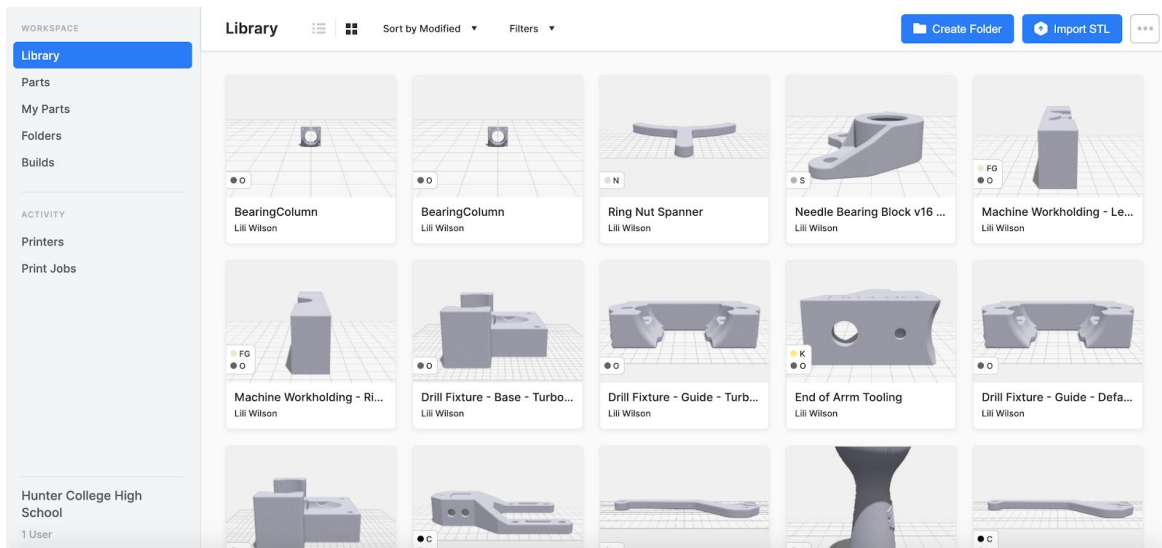 WORKSPACE
Library
Parts
My Parts
Folders
Builds
ACTIVITY
Printers
Print Jobs
Hunter College High
School
1 User
Library
Sort by Modified
Filters
Create Folder
Import STL
O
BearingColumn
Lili Wilson
O
BearingColumn
Lili Wilson
N
Ring Nut Spanner
Lili Wilson
S
Needle Bearing Block v16 ...
Lili Wilson
FG
O
Machine Workholding - Le...
Lili Wilson
FG
O
Machine Workholding - Ri...
Lili Wilson
O
Drill Fixture - Base - Turbo...
Lili Wilson
O
Drill Fixture - Guide - Turb...
Lili Wilson
K
O
End of Arrm Tooling
Lili Wilson
O
Drill Fixture - Guide - Defa...
Lili Wilson
C
C